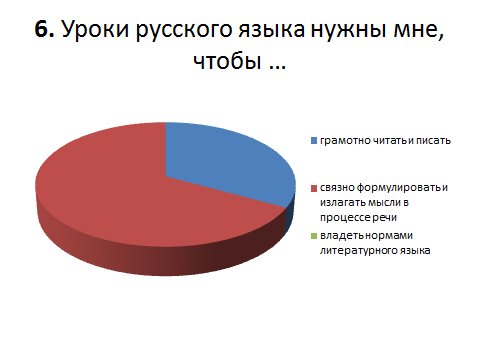 6. Уроки русского языка нужны мне,
чтобы ...
грамотно читать и писать
связно формулировать и
излагать мысли в
процессе речи
владеть нормами
литературного языка